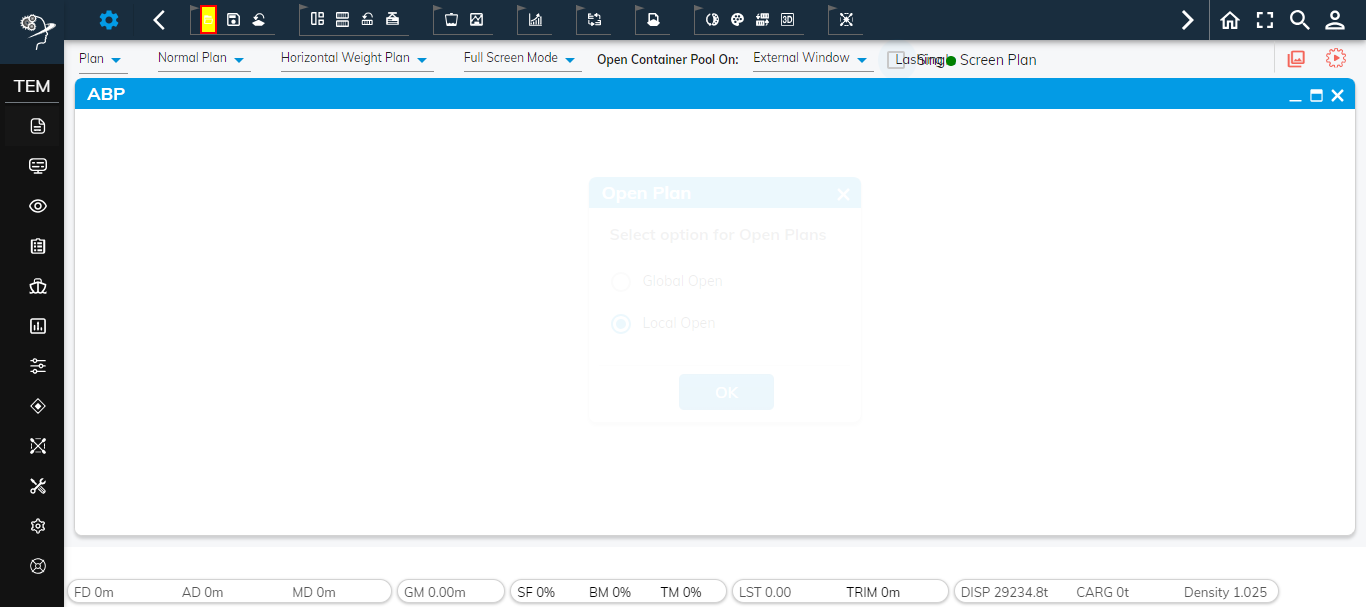 3D
Plan Normal Plan Horizontal Weight Plan Full Screen Mode Open Container Pool On: External Window Lashing Single Screen Plan
TEM
ABP
Open Plan
Select option for Open Plans
Global Open
Local Open
OK
FD 0m AD 0m MD 0m GM 0.00m SF 0% BM 0% TM 0% LST 0.00 TRIM 0m DISP 29234.8t CARG 0t Density 1.025